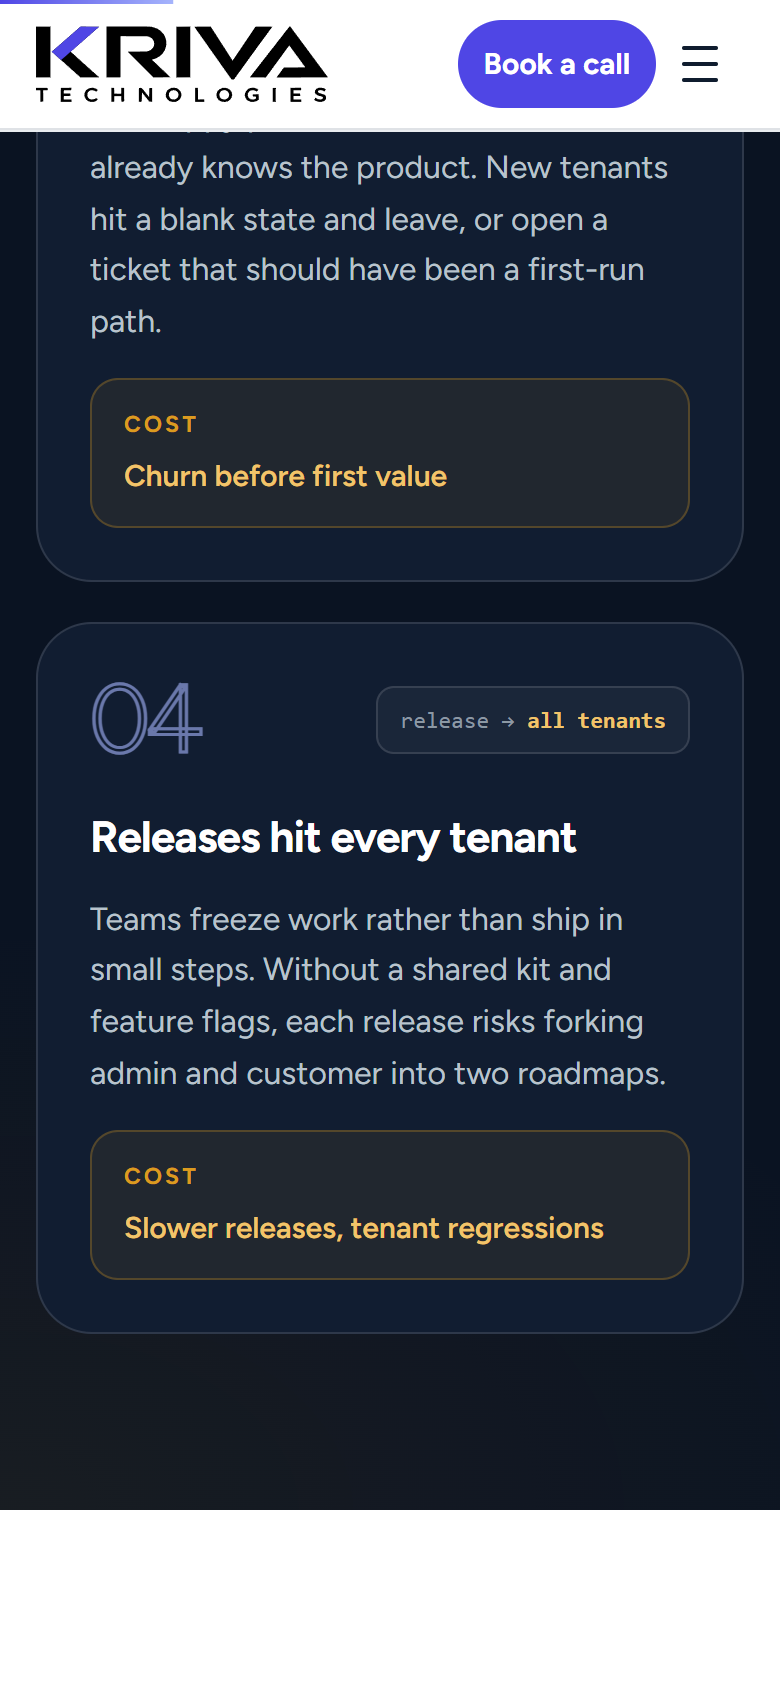 KRIVA
TECHNOLOGIES
Book a call
already knows the product. New tenants
hit a blank state and leave, or open a
ticket that should have been a first-run
path.
COST
Churn before first value
04
release → all tenants
Releases hit every tenant
Teams freeze work rather than ship in
small steps. Without a shared kit and
feature flags, each release risks forking
admin and customer into two roadmaps.
COST
Slower releases, tenant regressions